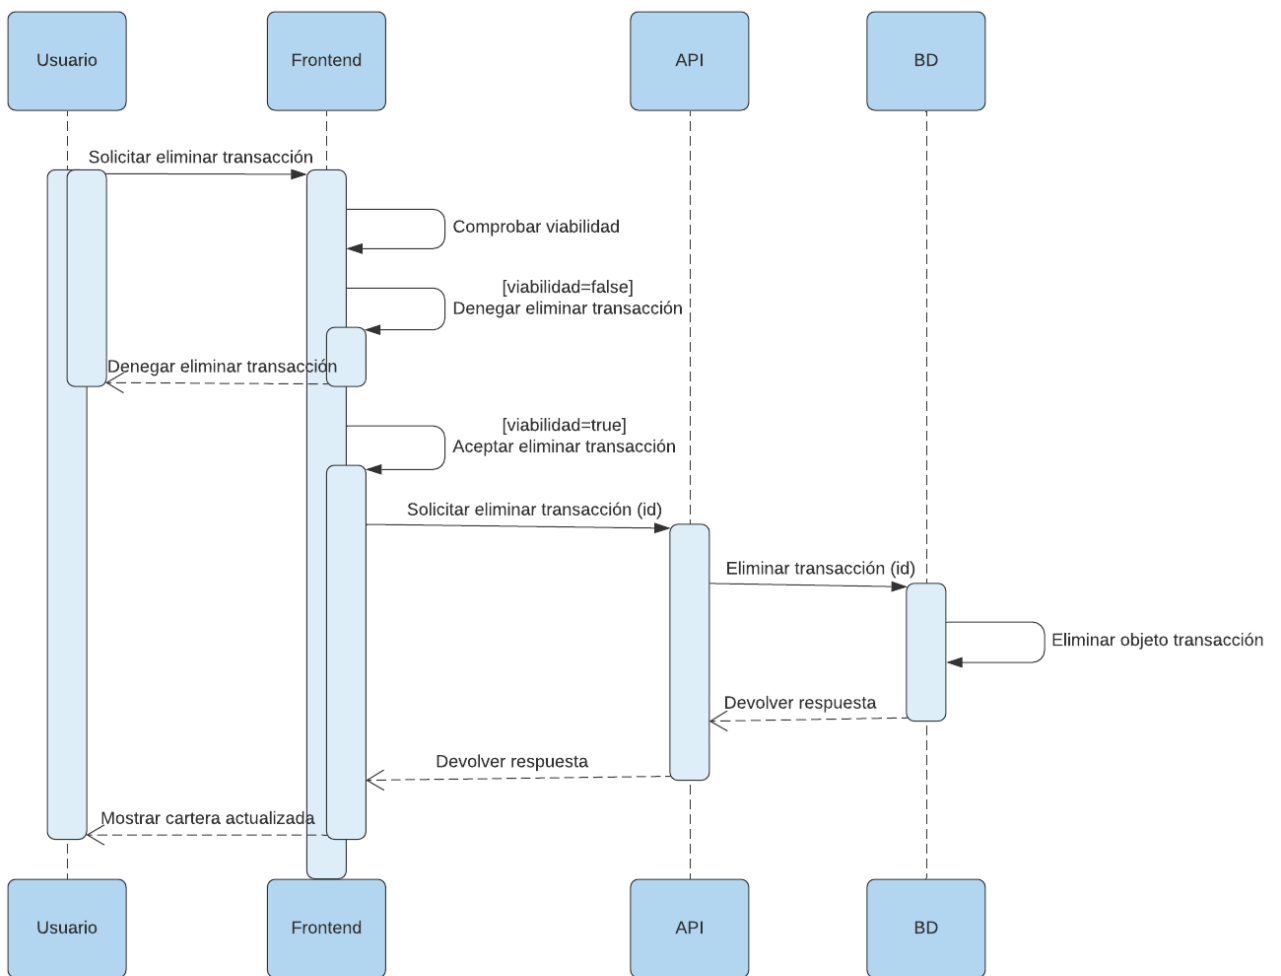 Usuario
Frontend
API
BD
Solicitar eliminar transacción
Comprobar viabilidad
[viabilidad=false]
Denegar eliminar transacción
Denegar eliminar transacción
[viabilidad=true]
Aceptar eliminar transacción
Solicitar eliminar transacción (id)
Eliminar transacción (id)
Eliminar objeto transacción
Devolver respuesta
Devolver respuesta
Mostrar cartera actualizada
Usuario
Frontend
API
BD